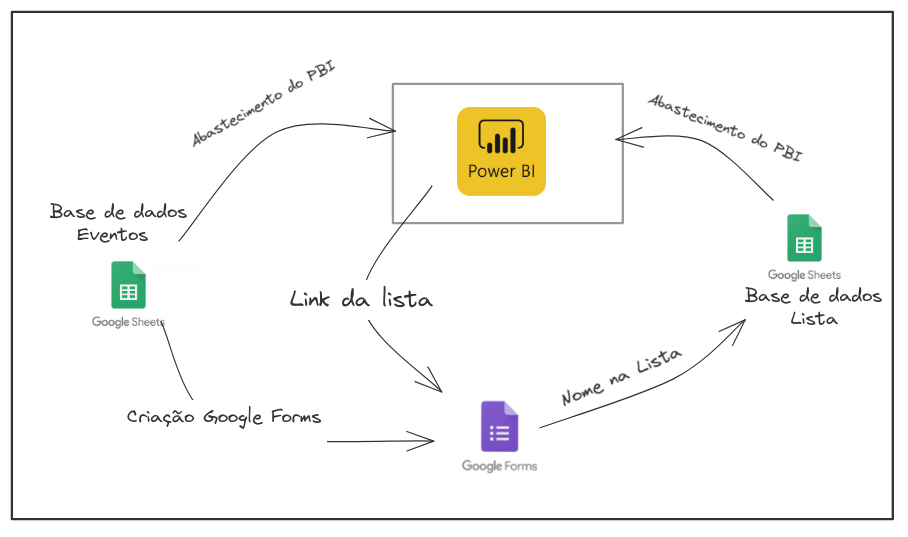 Abastecimento do PBI
Abastecimento do PBI
Power BI
Base de dados
Eventos
Google Sheets
Google Sheets
Base de dados
Lista
Link da lista
Nome na Lista
Criação Google Forms
Google Forms